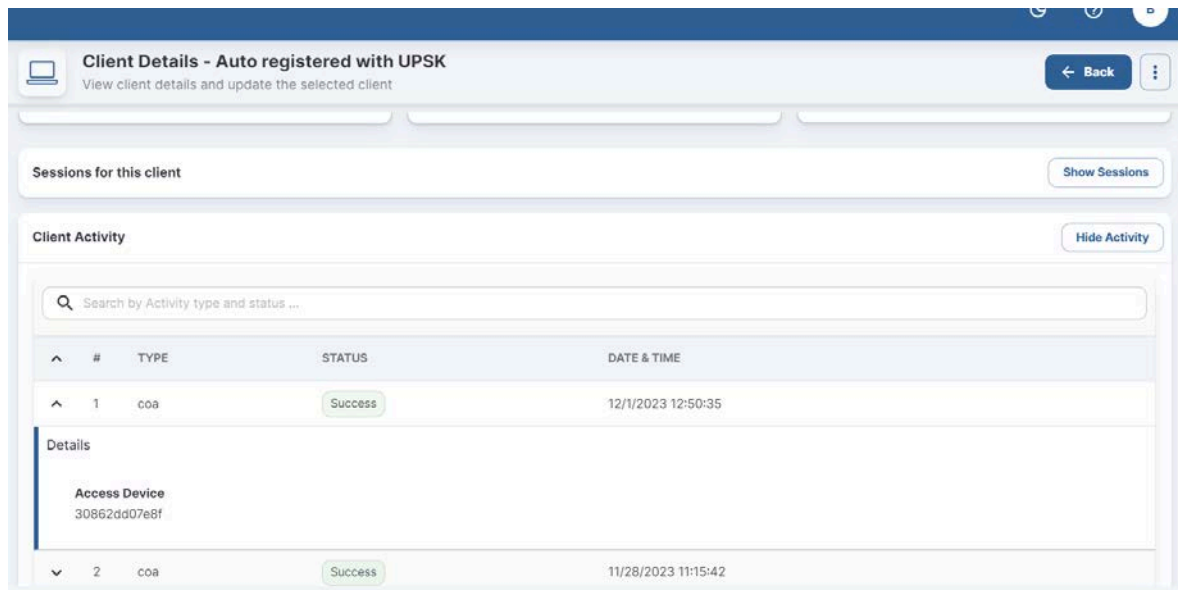 B
Client Details - Auto registered with UPSK
View client details and update the selected client
Back
Sessions for this client
Show Sessions
Client Activity
Hide Activity
Search by Activity type and status ...
# TYPE STATUS DATE & TIME
1 coa Success 12/1/2023 12:50:35
Details
Access Device
30862dd07e8f
2 coa Success 11/28/2023 11:15:42